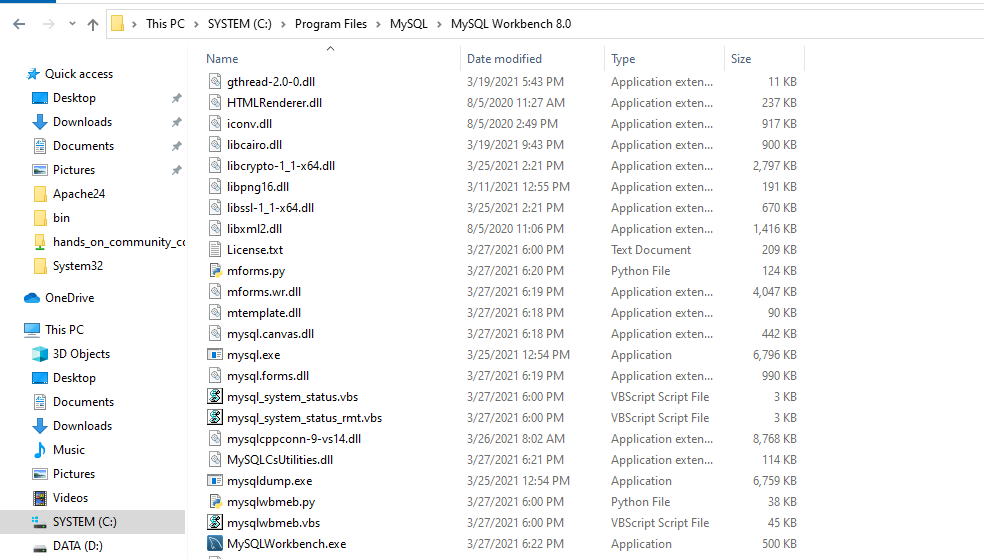 This PC > SYSTEM (C:) > Program Files > MySQL > MySQL Workbench 8.0
Name Date modified Type Size
Quick access
Desktop
Downloads
Documents
Pictures
Apache24
bin
hands_on_community_cc
System32
OneDrive
This PC
3D Objects
Desktop
Documents
Downloads
Music
Pictures
Videos
SYSTEM (C:)
DATA (D:)
gthread-2.0-0.dll 3/19/2021 5:43 PM Application exten... 11 KB
HTMLRenderer.dll 8/5/2020 11:27 AM Application exten... 237 KB
iconv.dll 8/5/2020 2:49 PM Application exten... 917 KB
libcairo.dll 3/19/2021 9:43 PM Application exten... 900 KB
libcrypto-1_1-x64.dll 3/25/2021 2:21 PM Application exten... 2,797 KB
libpng16.dll 3/11/2021 12:55 PM Application exten... 191 KB
libssl-1_1-x64.dll 3/25/2021 2:21 PM Application exten... 670 KB
libxml2.dll 8/5/2020 11:06 PM Application exten... 1,416 KB
License.txt 3/27/2021 6:00 PM Text Document 209 KB
mforms.py 3/27/2021 6:20 PM Python File 124 KB
mforms.wr.dll 3/27/2021 6:19 PM Application exten... 4,047 KB
mtemplate.dll 3/27/2021 6:18 PM Application exten... 90 KB
mysql.canvas.dll 3/27/2021 6:18 PM Application exten... 442 KB
mysql.exe 3/25/2021 12:54 PM Application 6,796 KB
mysql.forms.dll 3/27/2021 6:19 PM Application exten... 990 KB
mysql_system_status.vbs 3/27/2021 6:00 PM VBScript Script File 3 KB
mysql_system_status_rmt.vbs 3/27/2021 6:00 PM VBScript Script File 3 KB
mysqlcppconn-9-vs14.dll 3/26/2021 8:02 AM Application exten... 8,768 KB
MySQLCsUtilities.dll 3/27/2021 6:21 PM Application exten... 114 KB
mysqldump.exe 3/25/2021 12:54 PM Application 6,759 KB
mysqlwbmeb.py 3/27/2021 6:00 PM Python File 38 KB
mysqlwbmeb.vbs 3/27/2021 6:00 PM VBScript Script File 45 KB
MySQLWorkbench.exe 3/27/2021 6:22 PM Application 500 KB